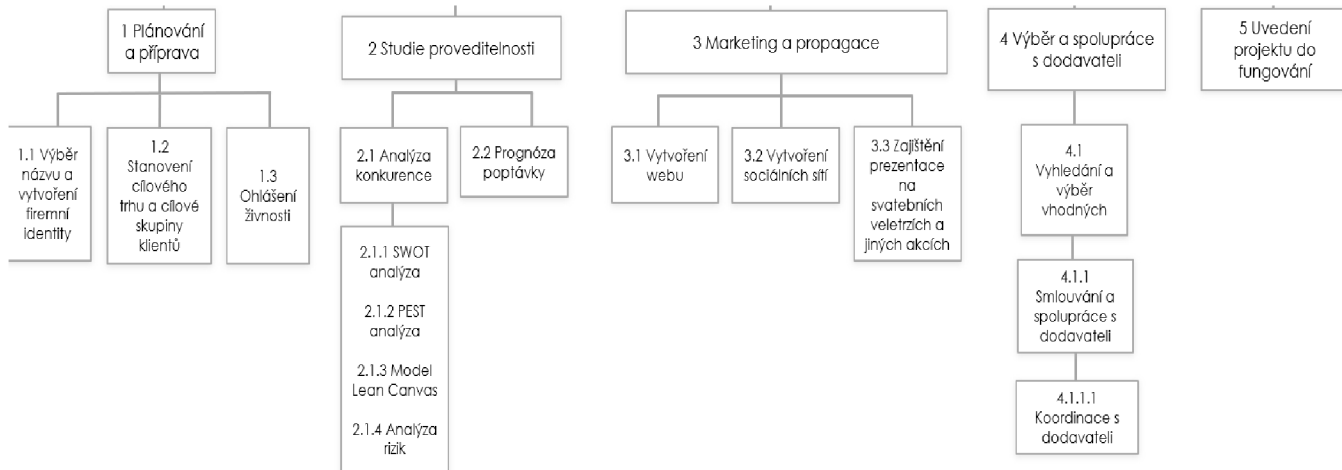 1 Plánování
a příprava
2 Studie proveditelnosti
3 Marketing a propagace
4 Výběr a spolupráce
s dodavateli
5 Uvedení
projektu do
fungování
1.1 Výběr
názvu a
vytvoření
firemní
identity
1.2
Stanovení
cílového
trhu a cílové
skupiny
klientů
1.3
Ohlášení
živnosti
2.1 Analýza
konkurence
2.2 Prognóza
poptávky
3.1 Vytvoření
webu
3.2 Vytvoření
sociálních sítí
3.3 Zajištění
prezentace
na
svatebních
veletrzích a
jiných akcích
4.1
Vyhledání a
výběr
vhodných
2.1.1 SWOT
analýza
2.1.2 PEST
analýza
2.1.3 Model
Lean Canvas
2.1.4 Analýza
rizik
4.1.1
Smlouvání a
spolupráce s
dodavateli
4.1.1.1
Koordinace s
dodavateli